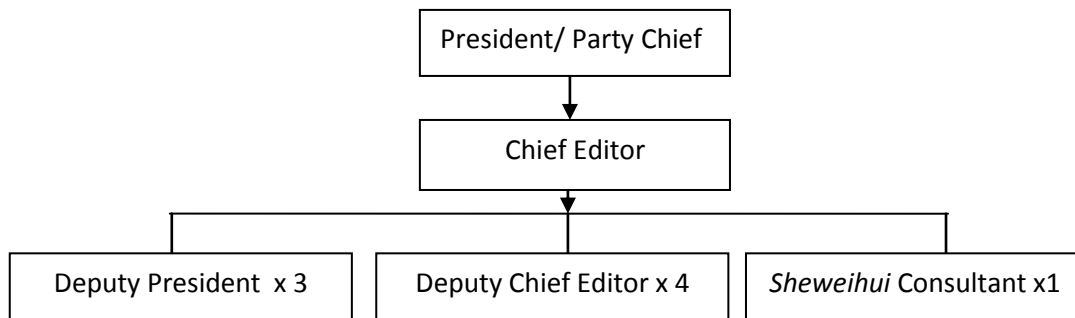 President/ Party Chief
Chief Editor
Deputy President  x 3
Deputy Chief Editor x 4
Sheweihui Consultant x1